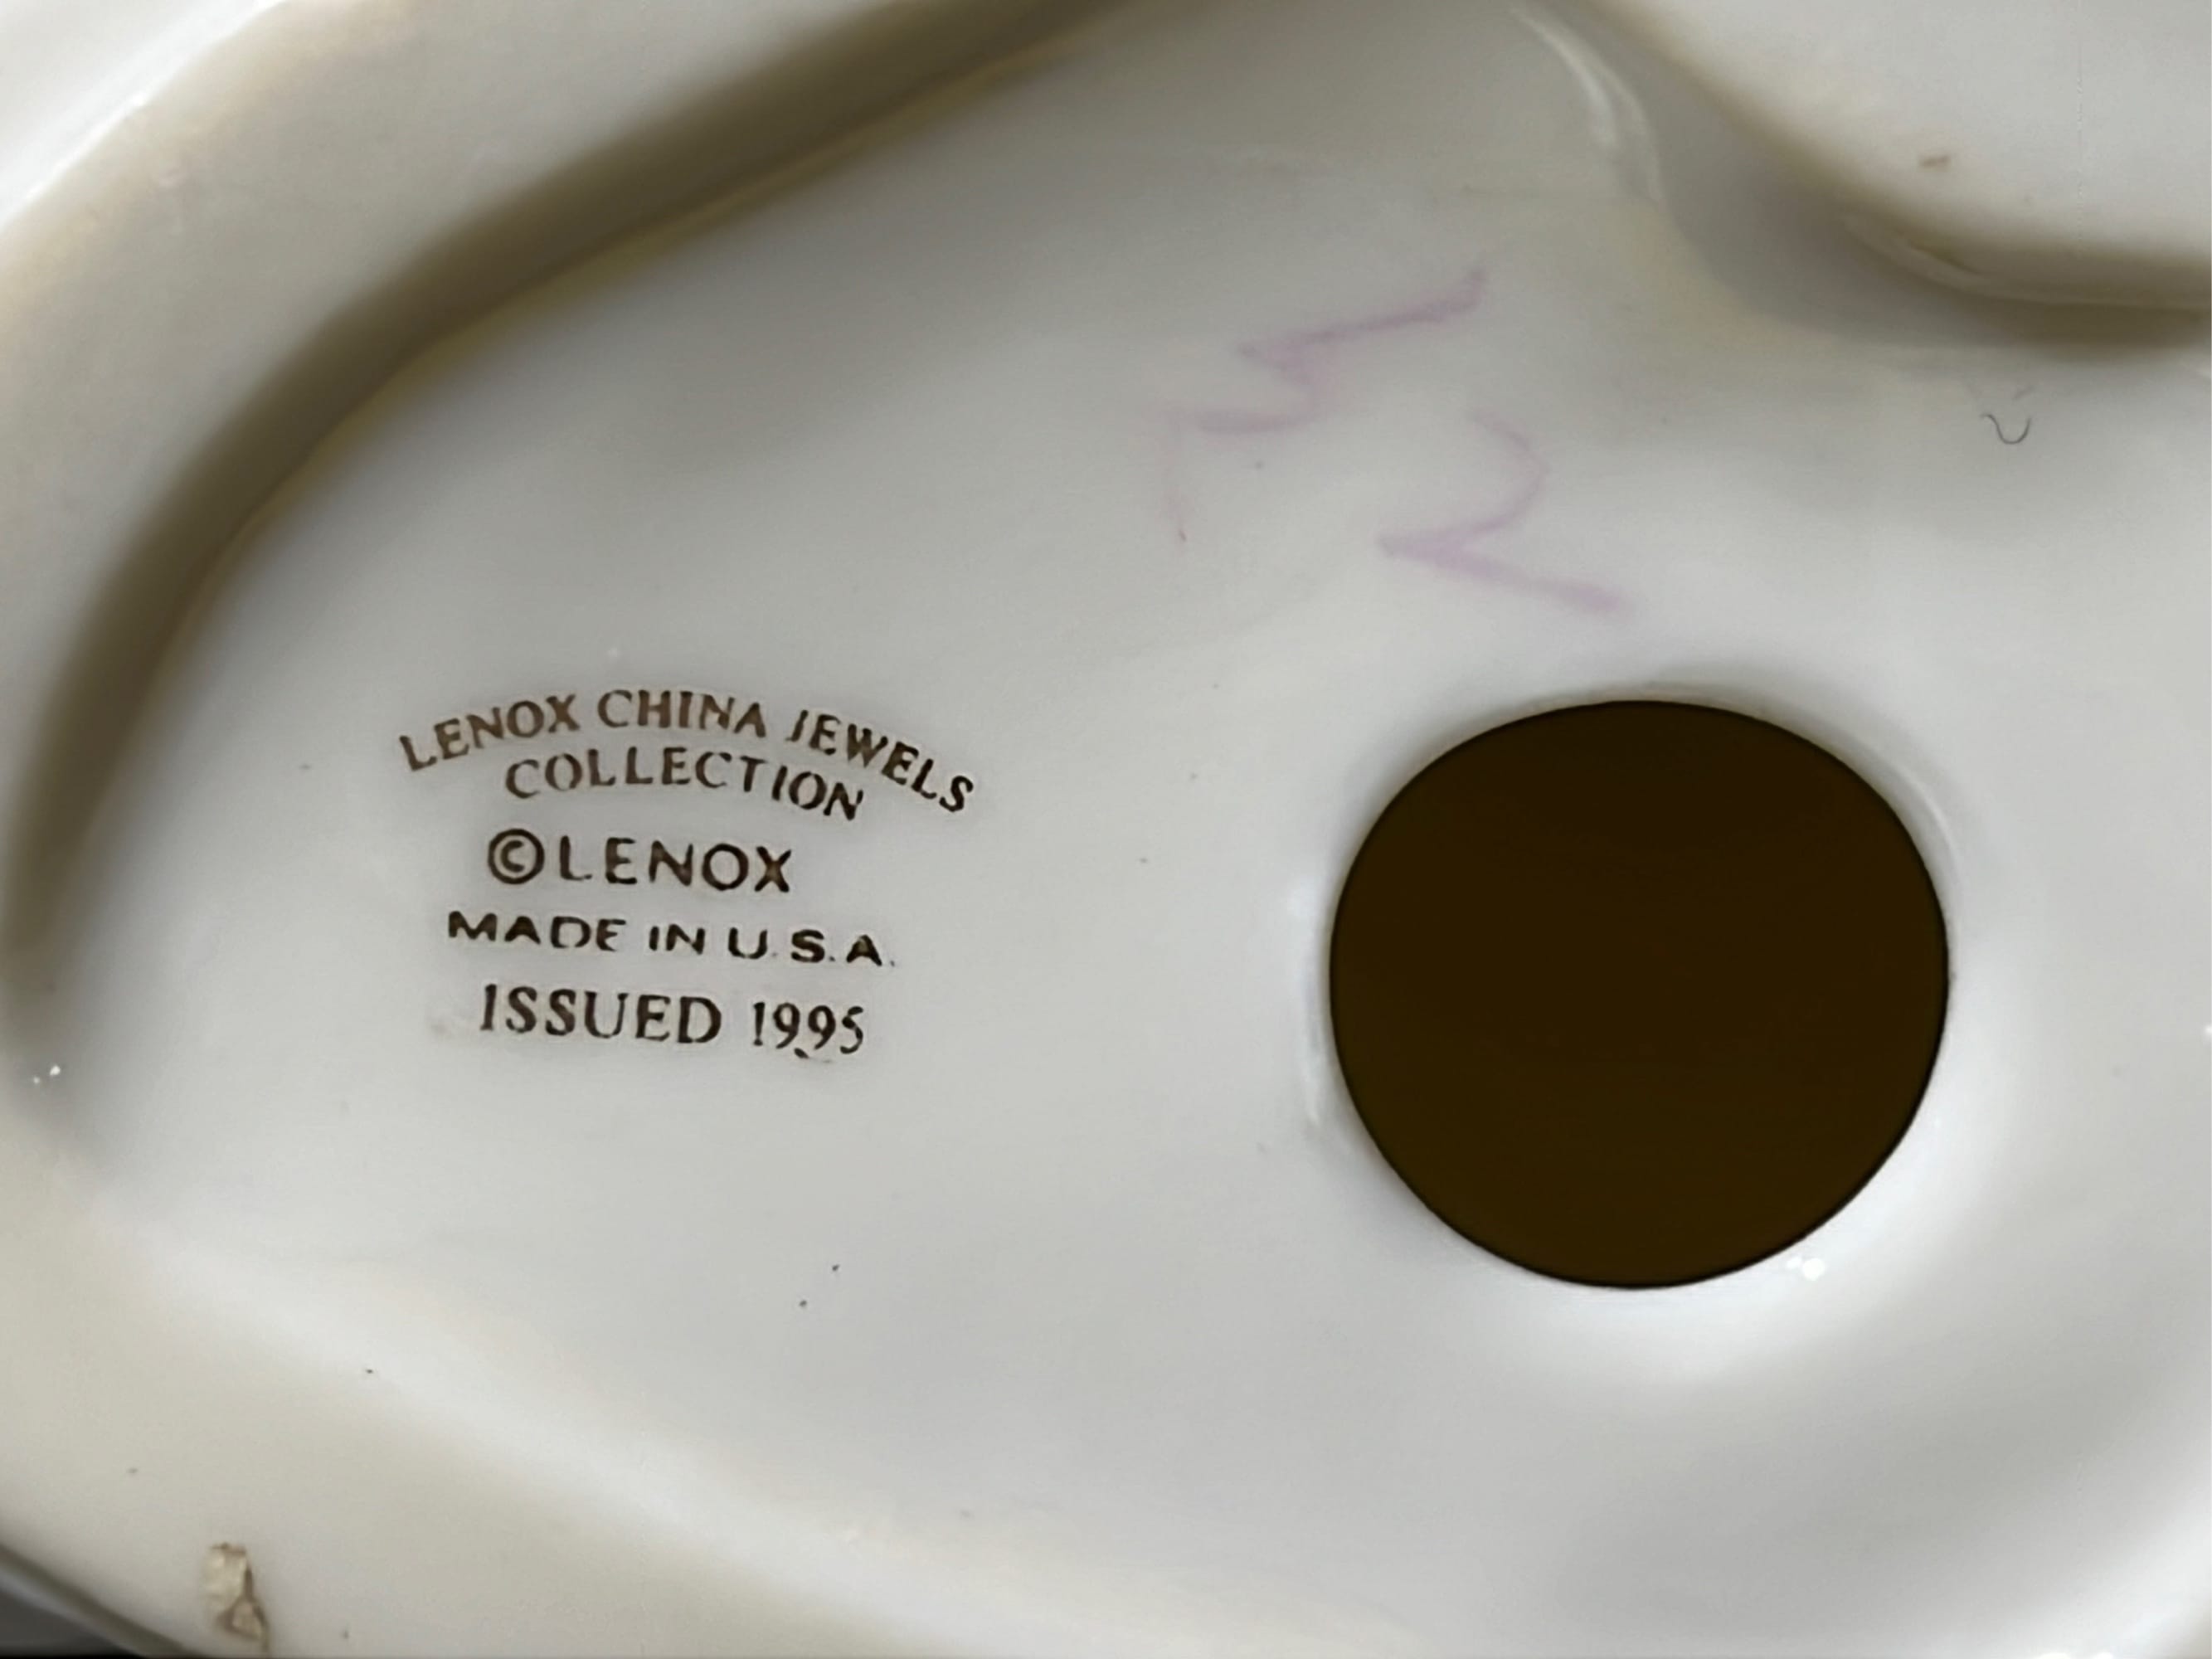 LENOX CHINA JEWELS
COLLECTION
©LENOX
MADE IN U.S.A.
ISSUED 1995